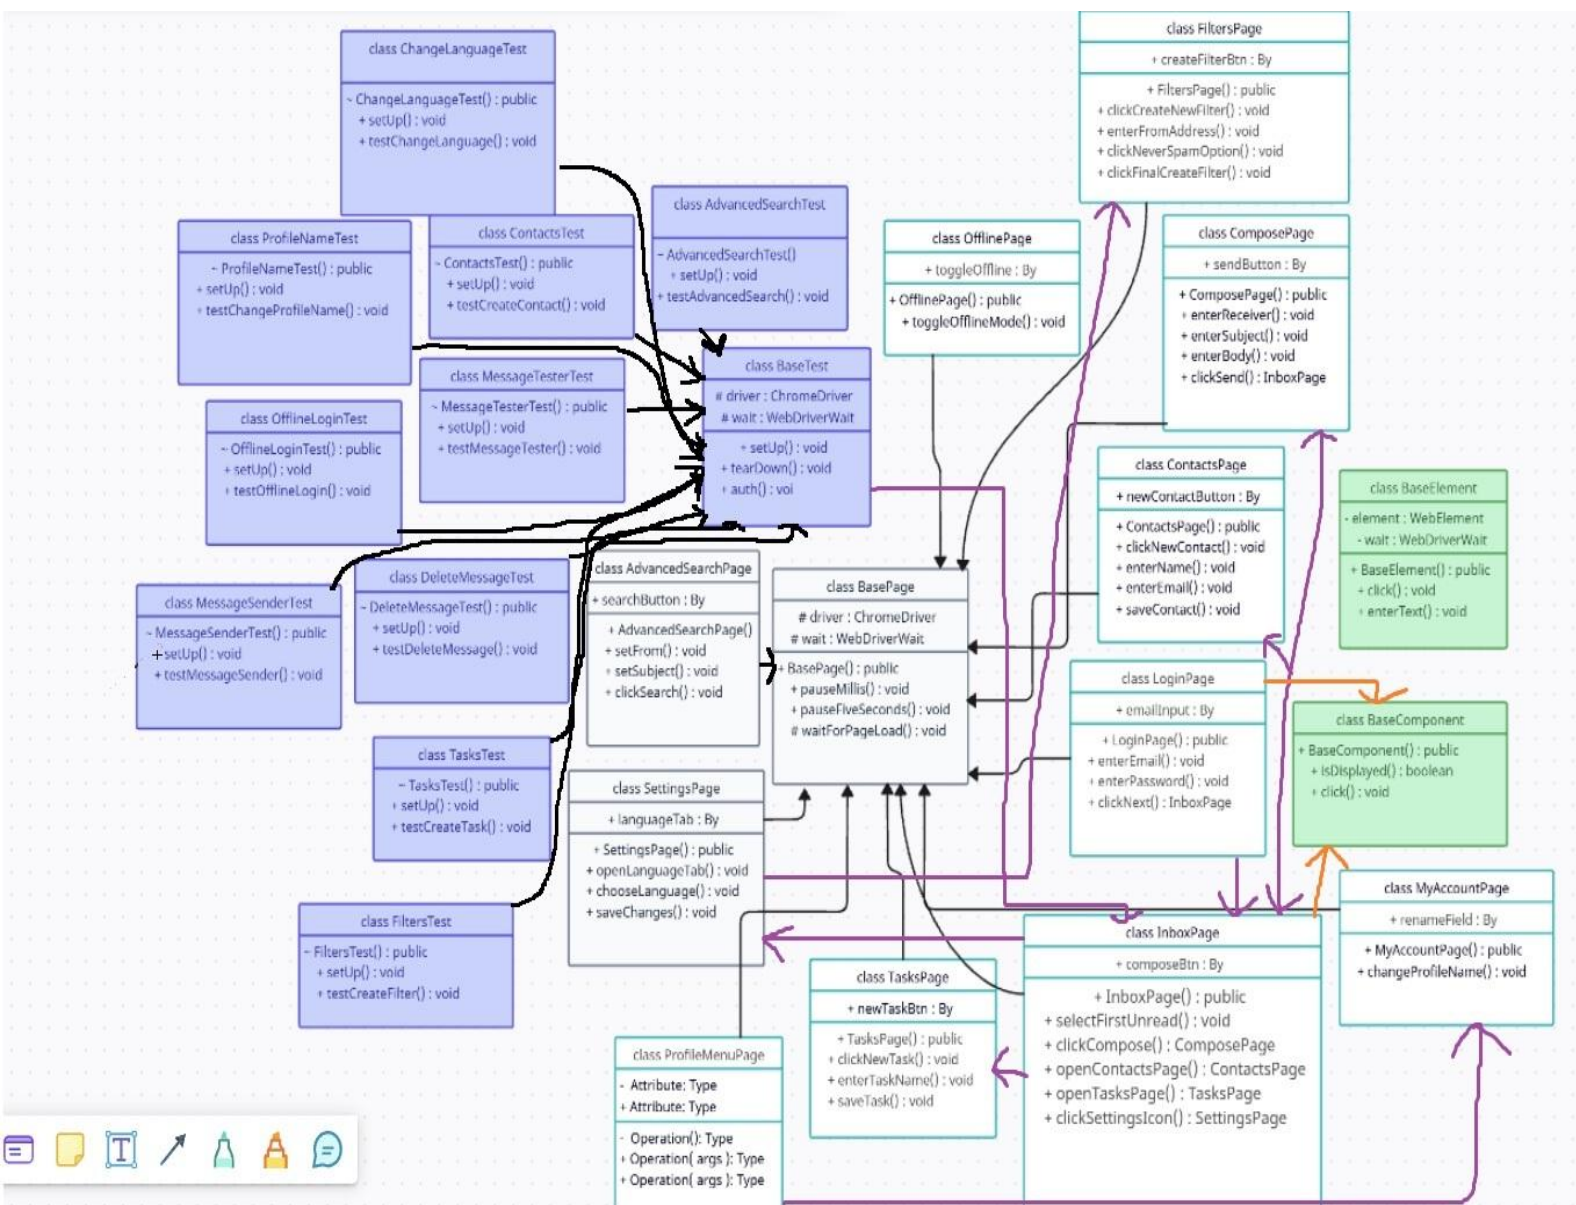 class ChangeLanguageTest
~ ChangeLanguageTest() : public
+ setUp() : void
+ testChangeLanguage() : void
class ProfileNameTest
~ ProfileNameTest() : public
+ setUp() : void
+ testChangeProfileName() : void
class ContactsTest
~ ContactsTest() : public
+ setUp() : void
+ testCreateContact() : void
class AdvancedSearchTest
~ AdvancedSearchTest()
+ setUp() : void
+ testAdvancedSearch() : void
class OfflineLoginTest
~ OfflineLoginTest() : public
+ setUp() : void
+ testOfflineLogin() : void
class MessageTesterTest
~ MessageTesterTest() : public
+ setUp() : void
+ testMessageTester() : void
class BaseTest
# driver : ChromeDriver
# wait : WebDriverWait
+ setUp() : void
+ tearDown() : void
+ auth() : voi
class MessageSenderTest
~ MessageSenderTest() : public
+ setUp() : void
+ testMessageSender() : void
class DeleteMessageTest
~ DeleteMessageTest() : public
+ setUp() : void
+ testDeleteMessage() : void
class TasksTest
~ TasksTest() : public
+ setUp() : void
+ testCreateTask() : void
class FiltersTest
~ FiltersTest() : public
+ setUp() : void
+ testCreateFilter() : void
class FiltersPage
+ createFilterBtn : By
+ FiltersPage() : public
+ clickCreateNewFilter() : void
+ enterFromAddress() : void
+ clickNeverSpamOption() : void
+ clickFinalCreateFilter() : void
class OfflinePage
+ toggleOffline : By
+ OfflinePage() : public
+ toggleOfflineMode() : void
class ComposePage
+ sendButton : By
+ ComposePage() : public
+ enterReceiver() : void
+ enterSubject() : void
+ enterBody() : void
+ clickSend() : InboxPage
class ContactsPage
+ newContactButton : By
+ ContactsPage() : public
+ clickNewContact() : void
+ enterName() : void
+ enterEmail() : void
+ saveContact() : void
class BaseElement
- element : WebElement
- wait : WebDriverWait
+ BaseElement() : public
+ click() : void
+ enterText() : void
class AdvancedSearchPage
+ searchButton : By
+ AdvancedSearchPage()
+ setFrom() : void
+ setSubject() : void
+ clickSearch() : void
class BasePage
# driver : ChromeDriver
# wait : WebDriverWait
+ BasePage() : public
+ pauseMillis() : void
+ pauseFiveSeconds() : void
# waitForPageLoad() : void
class LoginPage
+ emailInput : By
+ LoginPage() : public
+ enterEmail() : void
+ enterPassword() : void
+ clickNext() : InboxPage
class BaseComponent
+ BaseComponent() : public
+ isDisplayed() : boolean
+ click() : void
class SettingsPage
+ languageTab : By
+ SettingsPage() : public
+ openLanguageTab() : void
+ chooseLanguage() : void
+ saveChanges() : void
class MyAccountPage
+ renameField : By
+ MyAccountPage() : public
+ changeProfileName() : void
class InboxPage
+ composeBtn : By
+ InboxPage() : public
+ selectFirstUnread() : void
+ clickCompose() : ComposePage
+ openContactsPage() : ContactsPage
+ openTasksPage() : TasksPage
+ clickSettingsIcon() : SettingsPage
class TasksPage
+ newTaskBtn : By
+ TasksPage() : public
+ clickNewTask() : void
+ enterTaskName() : void
+ saveTask() : void
class ProfileMenuPage
- Attribute: Type
+ Attribute: Type
- Operation(): Type
+ Operation( args ): Type
+ Operation( args ): Type